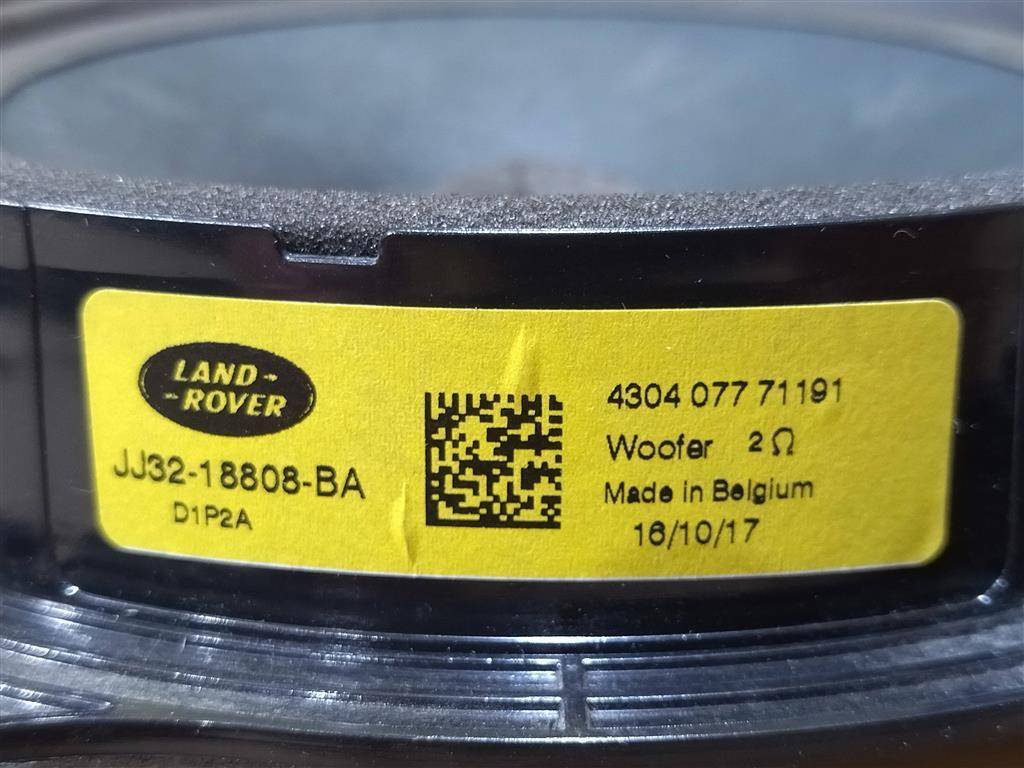 LAND-
-ROVER
JJ32-18808-BA
D1P2A
4304 077 71191
Woofer 2Ω
Made in Belgium
16/10/17